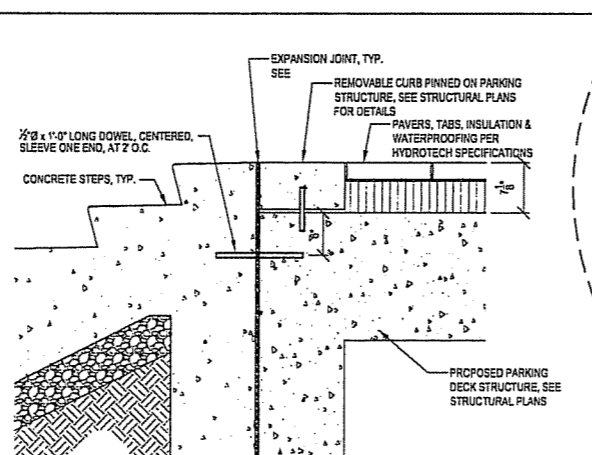 EXPANSION JOINT, TYP.
SEE
REMOVABLE CURB PINNED ON PARKING
STRUCTURE, SEE STRUCTURAL PLANS
FOR DETAILS
½"Ø x 1'-0" LONG DOWEL, CENTERED,
SLEEVE ONE END, AT 2' O.C.
PAVERS, TABS, INSULATION &
WATERPROOFING PER
HYDROTECH SPECIFICATIONS
CONCRETE STEPS, TYP.
PROPOSED PARKING
DECK STRUCTURE, SEE
STRUCTURAL PLANS